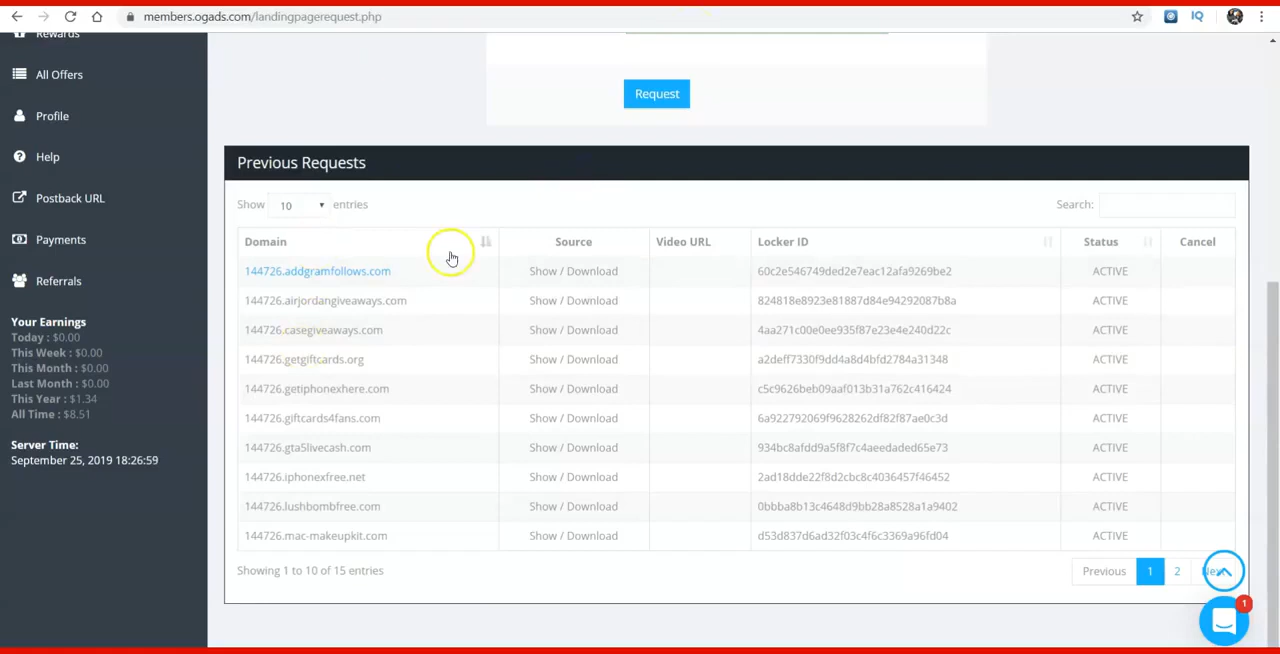 members.ogads.com/landingpagerequest.php
IQ
Rewards
All Offers
Profile
Help
Postback URL
Payments
Referrals
Your Earnings
Today : $0.00
This Week : $0.00
This Month : $0.00
Last Month : $0.00
This Year : $1.34
All Time : $8.51
Server Time:
September 25, 2019 18:26:59
Request
Previous Requests
Show 10 entries
Search:
Domain Source Video URL Locker ID Status Cancel
144726.addgramfollows.com Show / Download 60c2e546749ded2e7eac12afa9269be2 ACTIVE
144726.airjordangiveaways.com Show / Download 824818e8923e81887d84e94292087b8a ACTIVE
144726.casegiveaways.com Show / Download 4aa271c00e0ee935f87e23e4e240d22c ACTIVE
144726.getgiftcards.org Show / Download a2deff7330f9dd4a8d4bfd2784a31348 ACTIVE
144726.getiphonexhere.com Show / Download c5c9626beb09aaf013b31a762c416424 ACTIVE
144726.giftcards4fans.com Show / Download 6a922792069f9628262df82f87ae0c3d ACTIVE
144726.gta5livecash.com Show / Download 934bc8afdd9a5f8f7c4aeedaded65e73 ACTIVE
144726.iphonexfree.net Show / Download 2ad18dde22f8d2cbc8c4036457f46452 ACTIVE
144726.lushbombfree.com Show / Download 0bbba8b13c4648d9bb28a8528a1a9402 ACTIVE
144726.mac-makeupkit.com Show / Download d53d837d6ad32f03c4f6c3369a96fd04 ACTIVE
Showing 1 to 10 of 15 entries
Previous 1 2
1